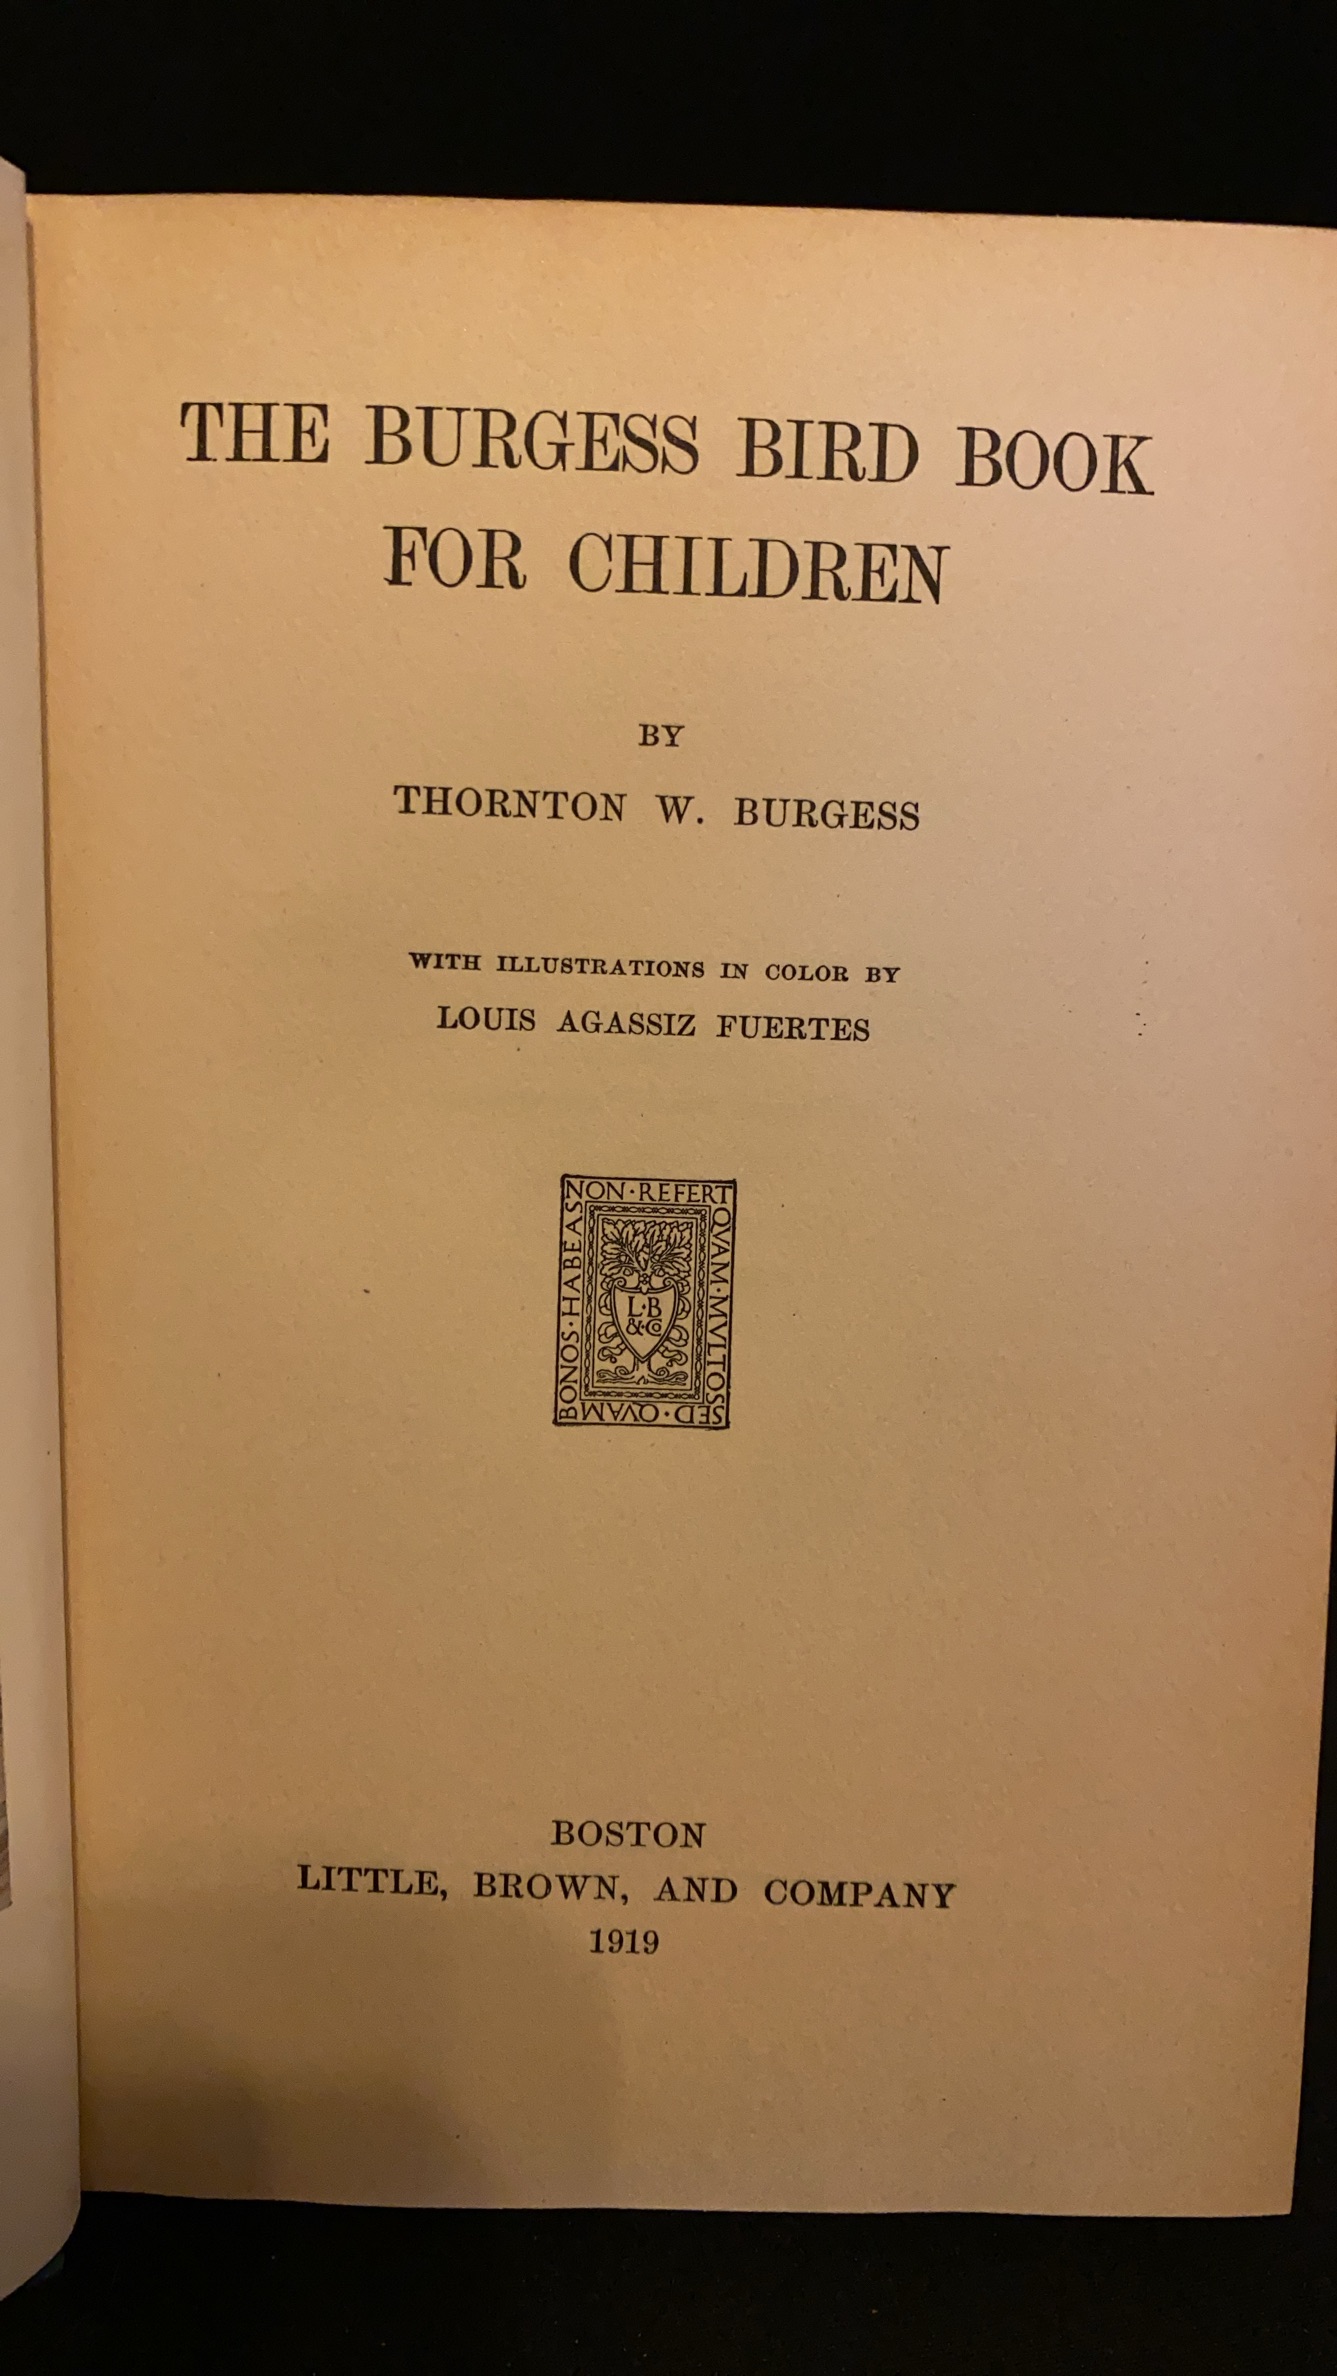 THE BURGESS BIRD BOOK
FOR CHILDREN
BY
THORNTON W. BURGESS
WITH ILLUSTRATIONS IN COLOR BY
LOUIS AGASSIZ FUERTES
NON·REFERT
QVAM·MVLTOS
SED·QVAM
BONOS·HABEAS
L·B
&·Co
BOSTON
LITTLE, BROWN, AND COMPANY
1919